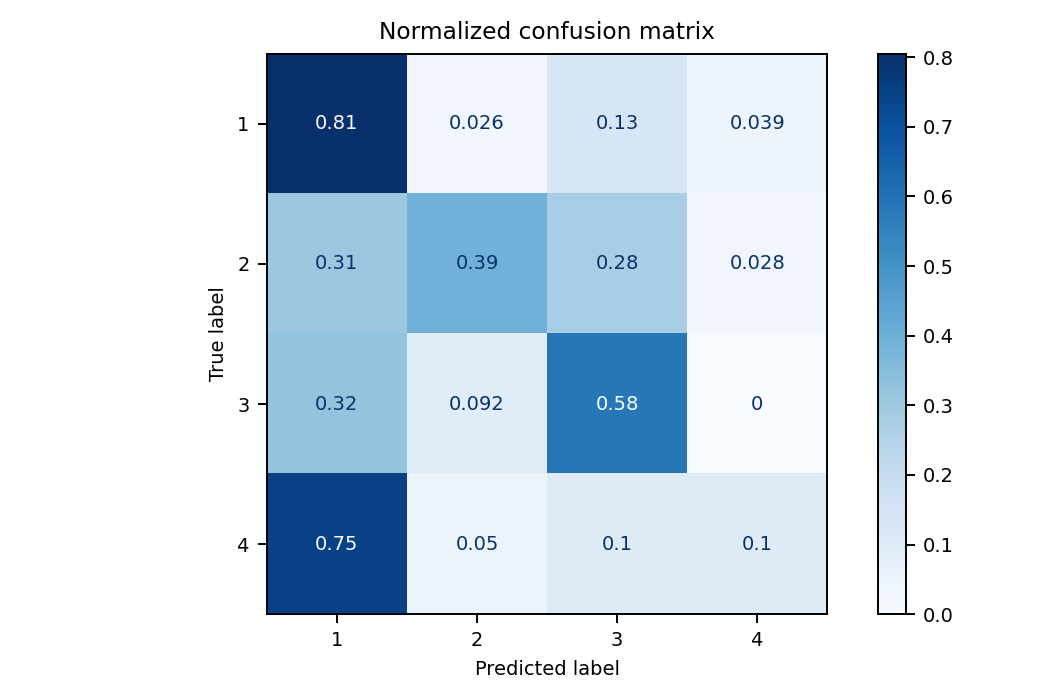 Normalized confusion matrix
1 0.81 0.026 0.13 0.039
2 0.31 0.39 0.28 0.028
3 0.32 0.092 0.58 0
4 0.75 0.05 0.1 0.1
1 2 3 4
True label
Predicted label
0.8
0.7
0.6
0.5
0.4
0.3
0.2
0.1
0.0